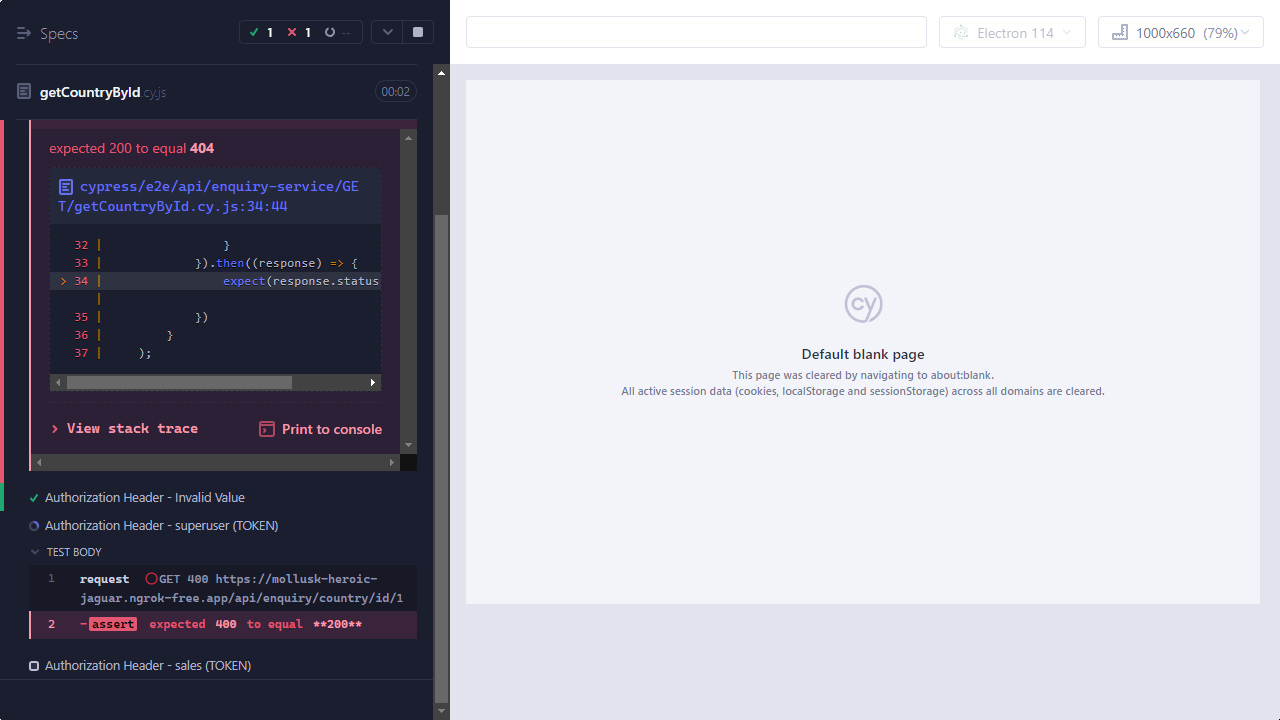 Specs
1
1
--
Electron 114
1000x660 (79%)
getCountryById.cy.js
00:02
expected 200 to equal 404
cypress/e2e/api/enquiry-service/GE
T/getCountryById.cy.js:34:44
32 | }
33 | }).then((response) => {
> 34 | expect(response.status
|
35 | })
36 | }
37 | );
> View stack trace
Print to console
Authorization Header - Invalid Value
Authorization Header - superuser (TOKEN)
TEST BODY
1 request GET 400 https://mollusk-heroic-
jaguar.ngrok-free.app/api/enquiry/country/id/1
2 -assert expected 400 to equal **200**
Authorization Header - sales (TOKEN)
cy
Default blank page
This page was cleared by navigating to about:blank.
All active session data (cookies, localStorage and sessionStorage) across all domains are cleared.